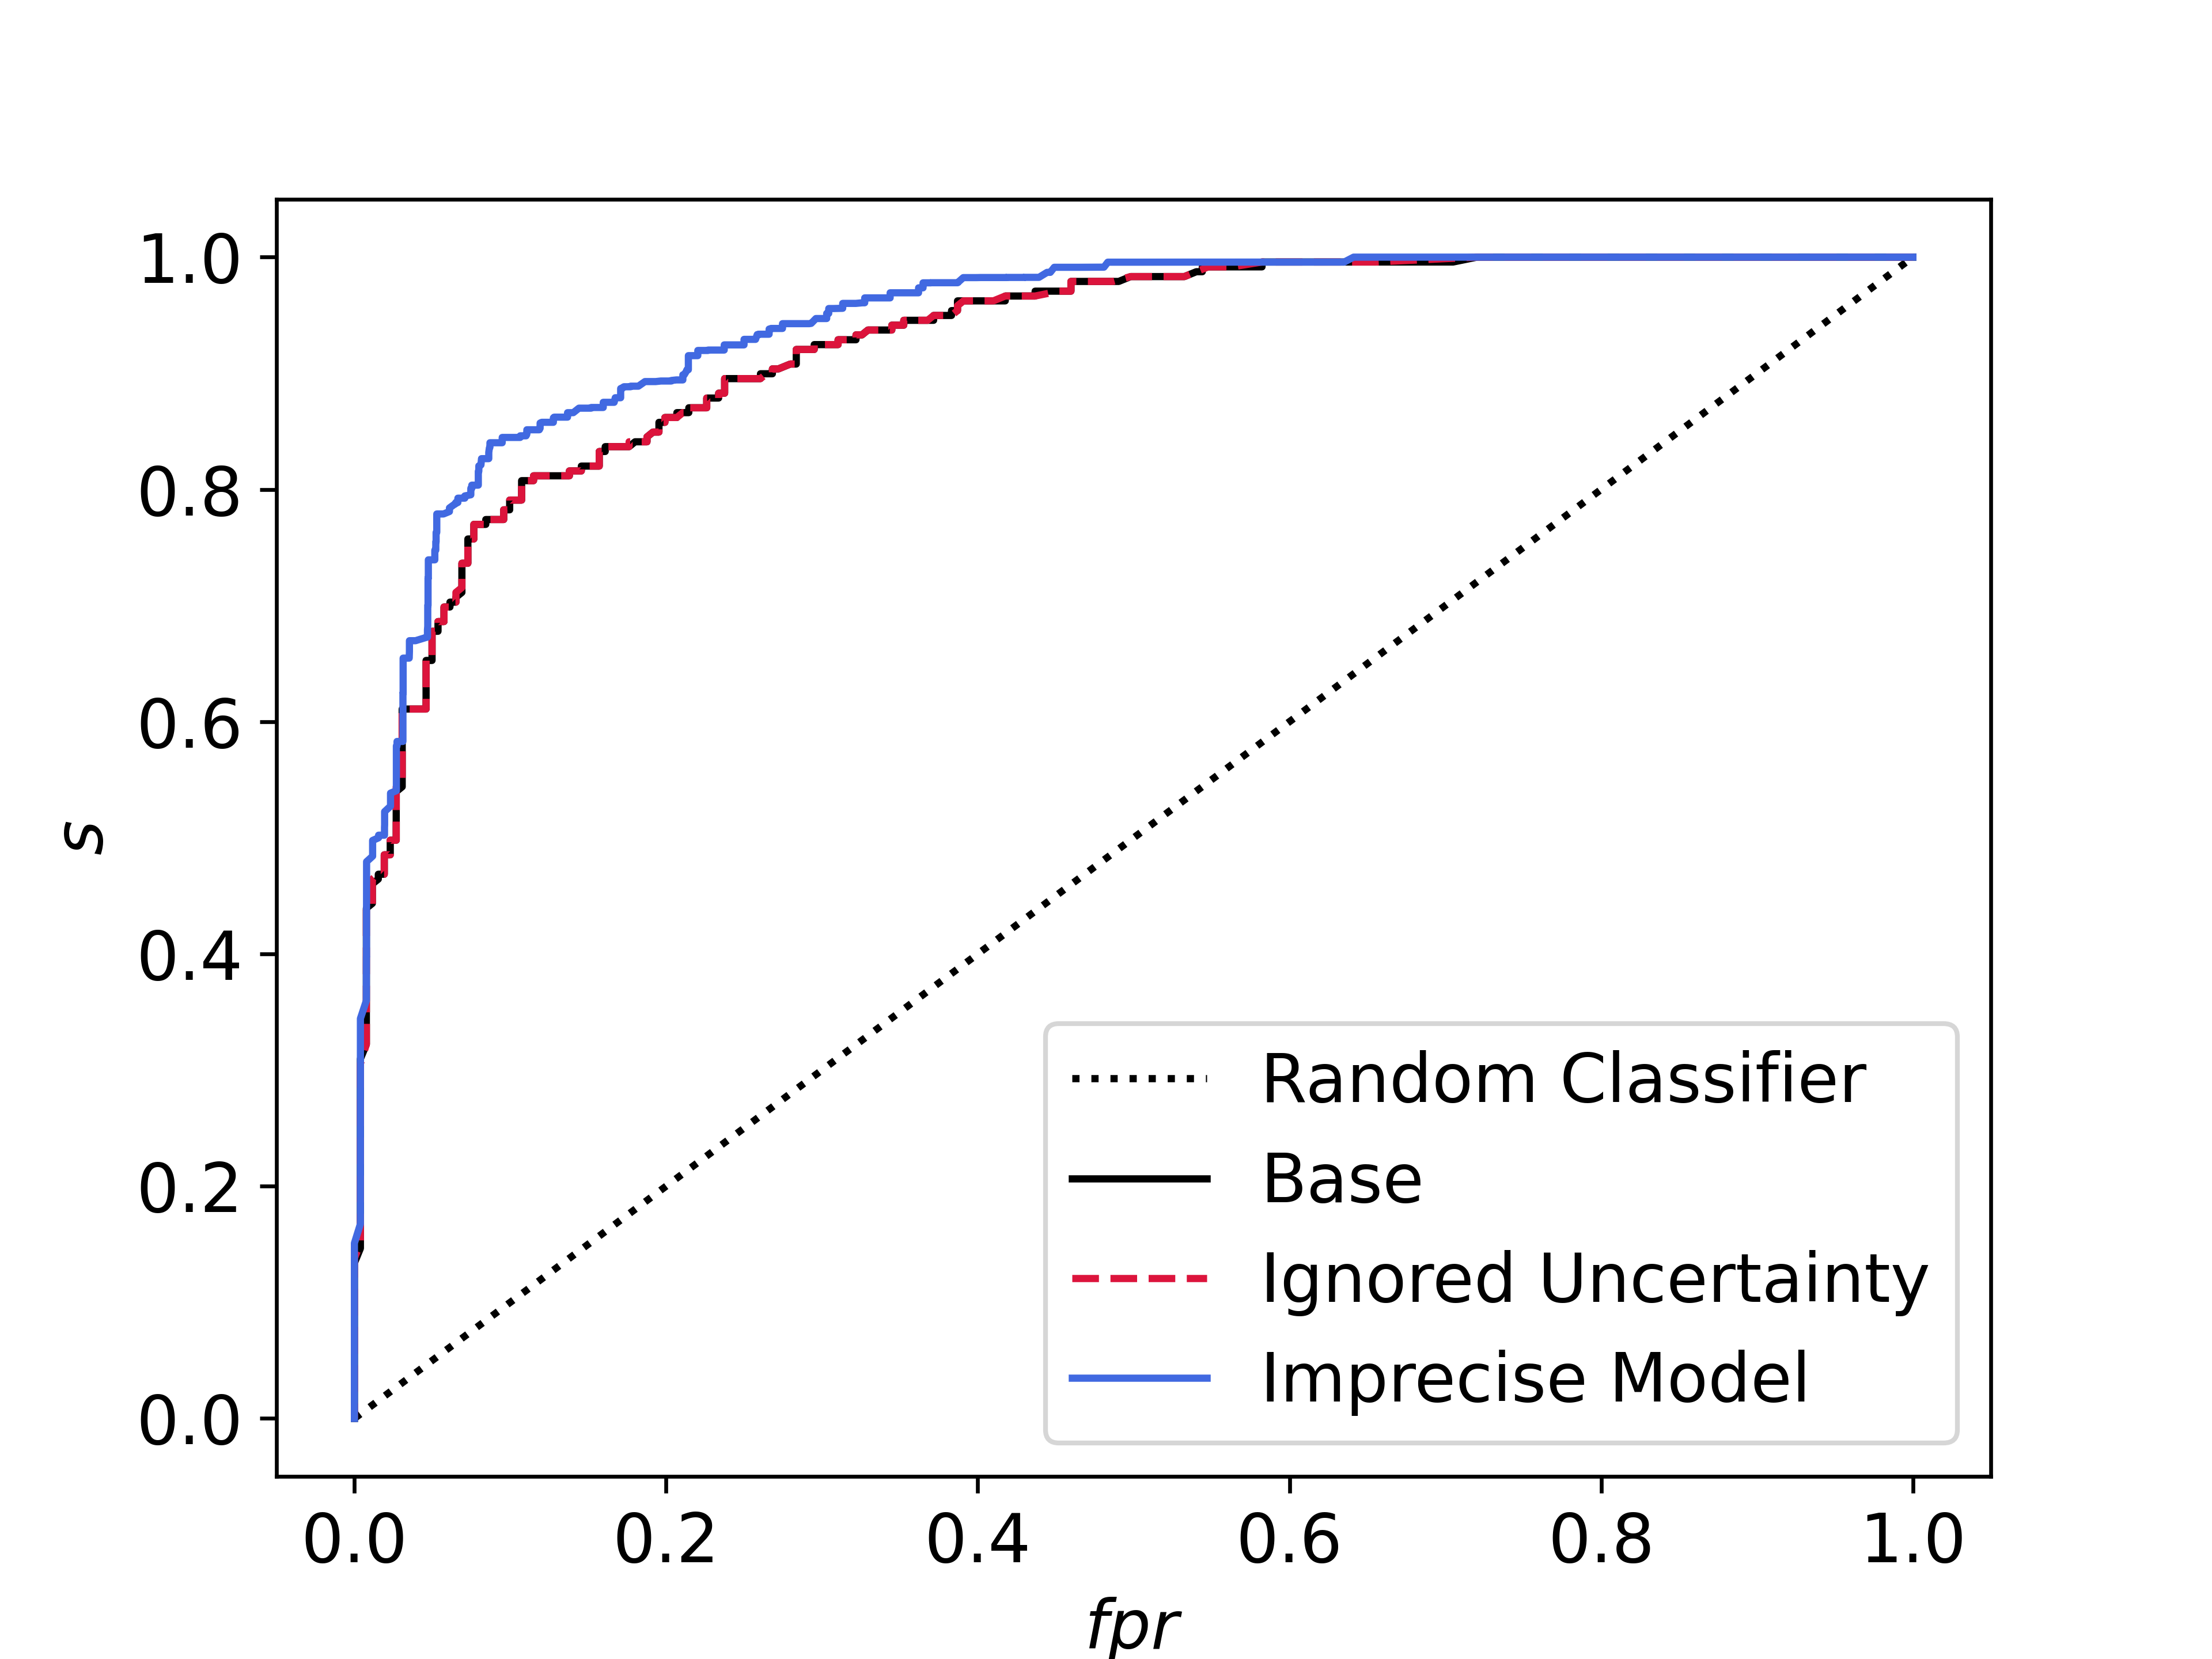 1.0
0.8
0.6
0.4
0.2
0.0
s
Random Classifier
Base
Ignored Uncertainty
Imprecise Model
0.0 0.2 0.4 0.6 0.8 1.0
fpr